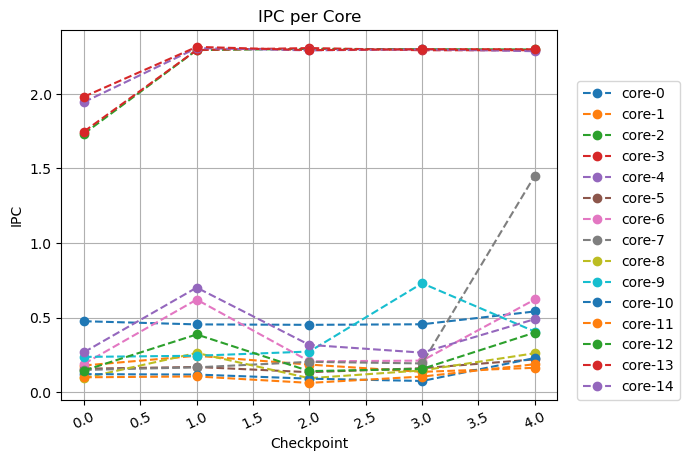 IPC per Core
IPC
2.0
1.5
1.0
0.5
0.0
0.0
0.5
1.0
1.5
2.0
2.5
3.0
3.5
4.0
Checkpoint
core-0
core-1
core-2
core-3
core-4
core-5
core-6
core-7
core-8
core-9
core-10
core-11
core-12
core-13
core-14